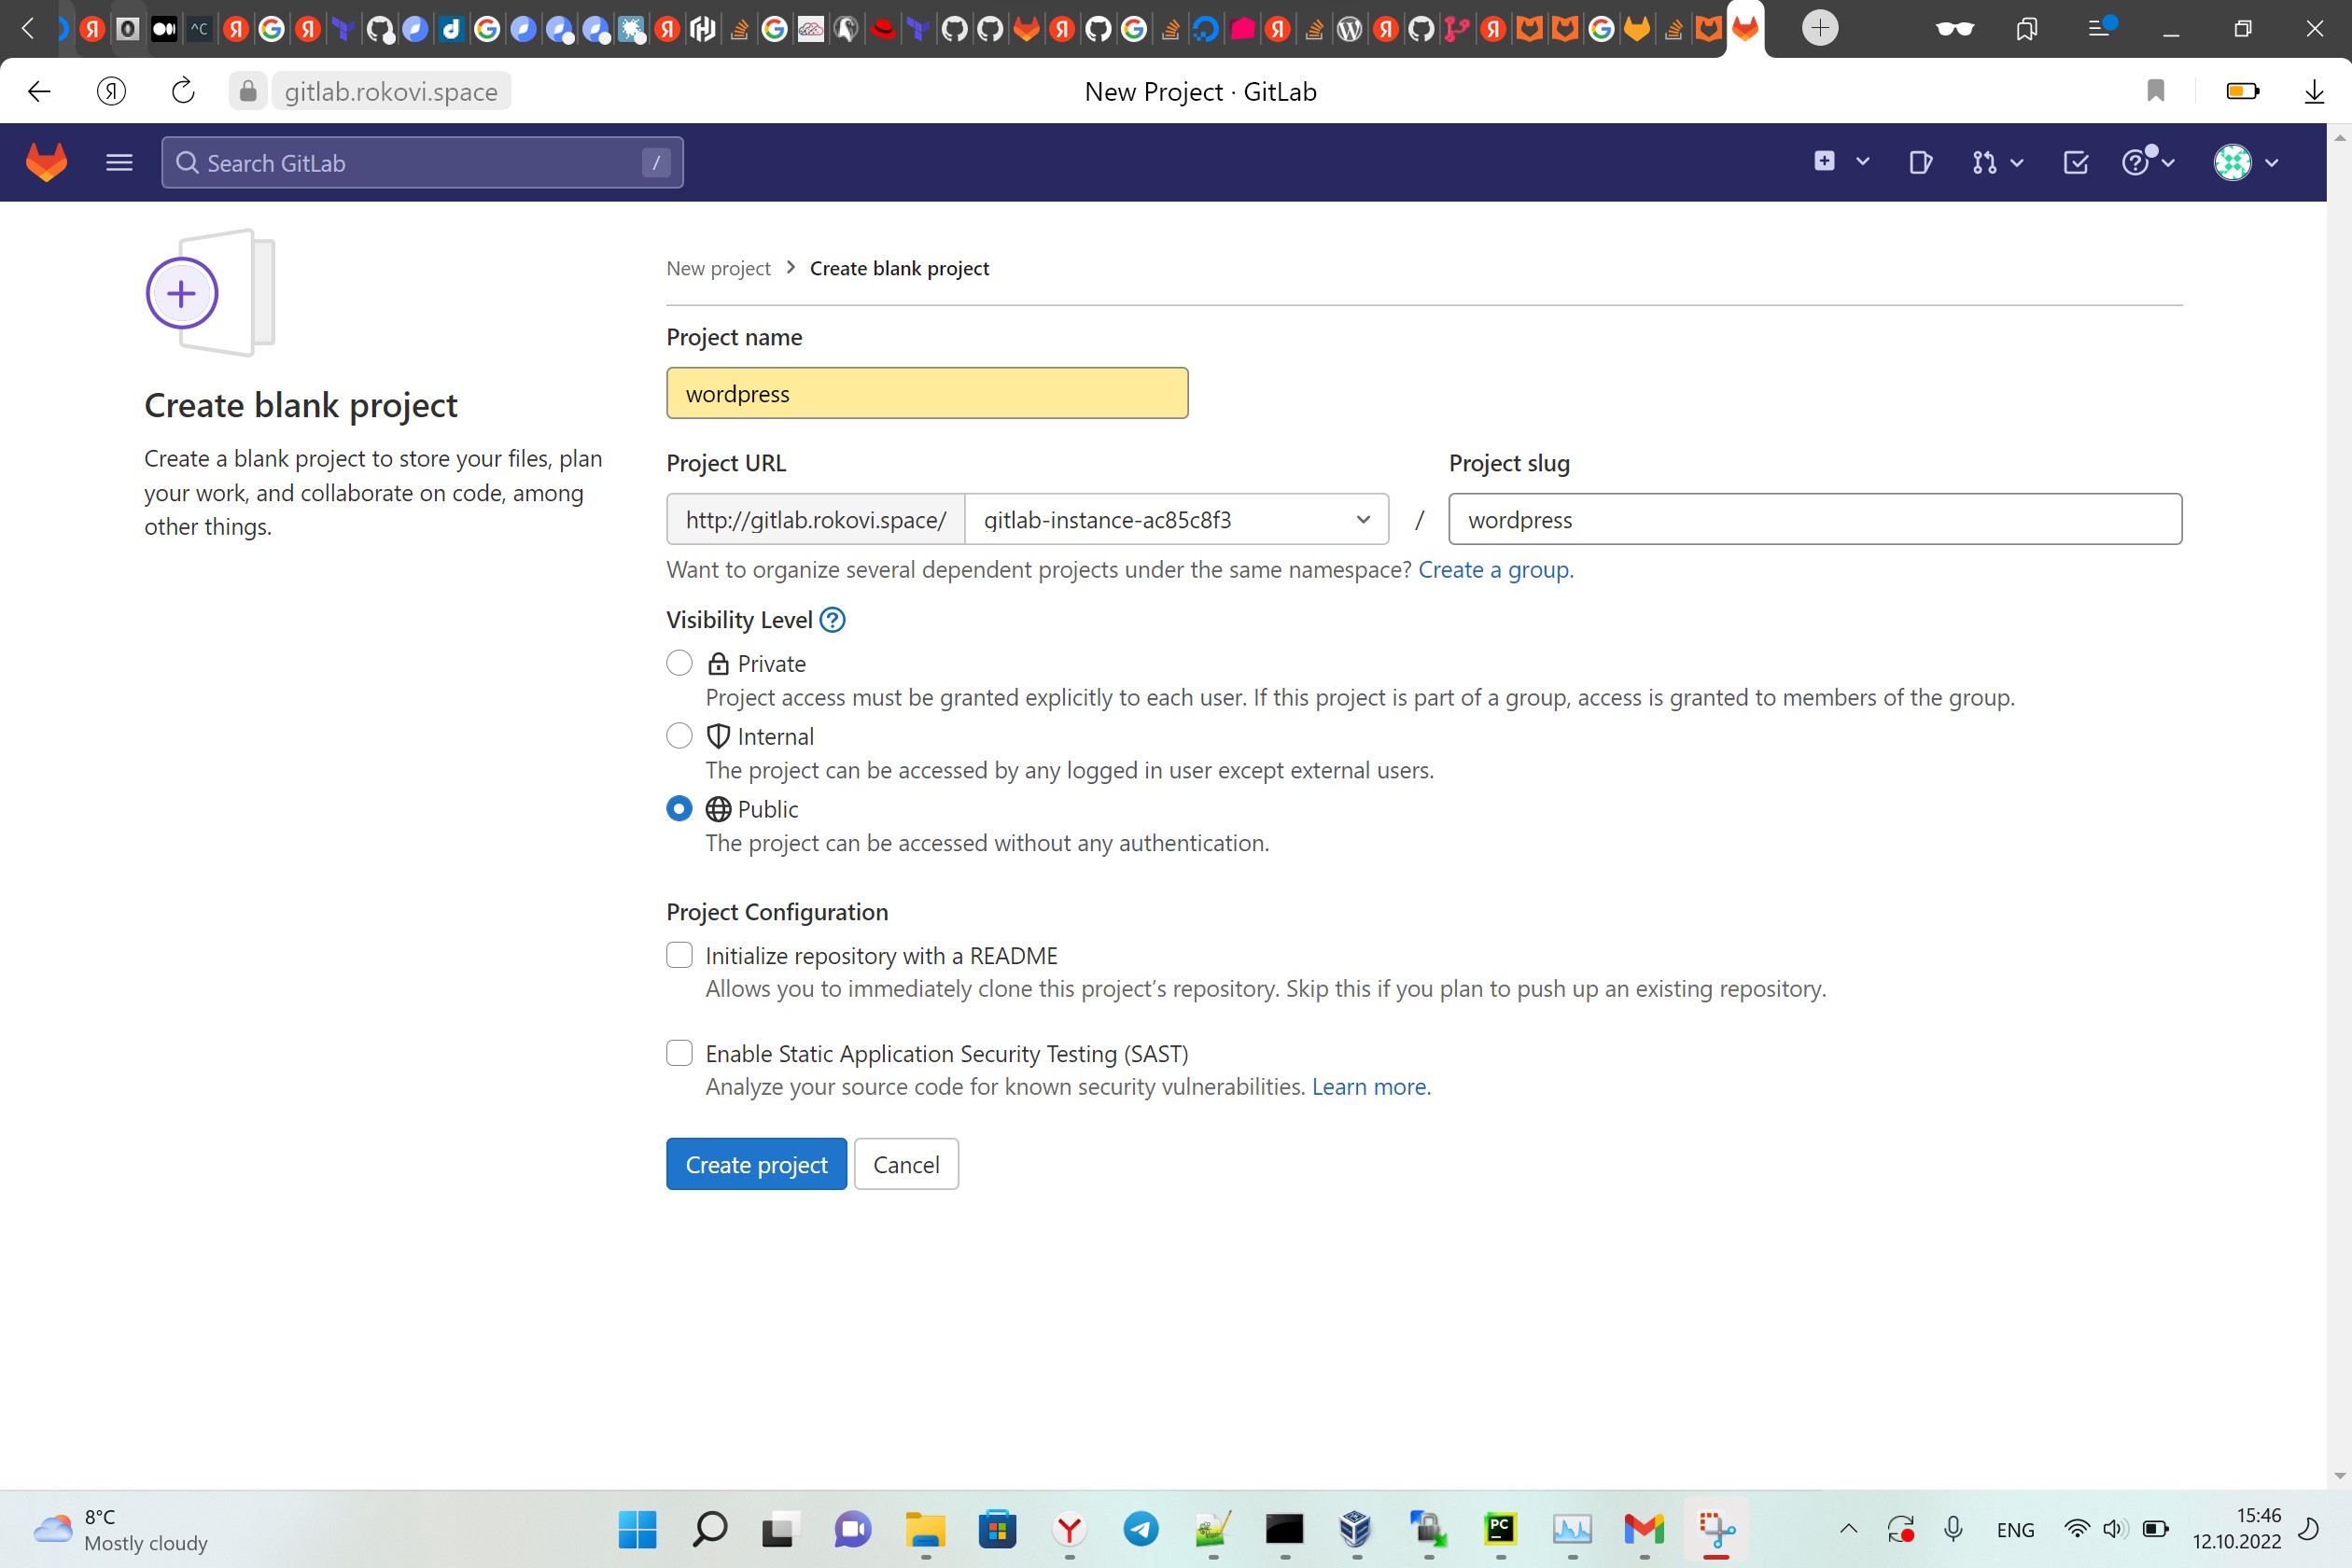 gitlab.rokovi.space
New Project · GitLab
Search GitLab
/
New project > Create blank project
Project name
wordpress
Create blank project
Create a blank project to store your files, plan
your work, and collaborate on code, among
other things.
Project URL
Project slug
http://gitlab.rokovi.space/
gitlab-instance-ac85c8f3
/
wordpress
Want to organize several dependent projects under the same namespace? Create a group.
Visibility Level ?
Private
Project access must be granted explicitly to each user. If this project is part of a group, access is granted to members of the group.
Internal
The project can be accessed by any logged in user except external users.
Public
The project can be accessed without any authentication.
Project Configuration
Initialize repository with a README
Allows you to immediately clone this project’s repository. Skip this if you plan to push up an existing repository.
Enable Static Application Security Testing (SAST)
Analyze your source code for known security vulnerabilities. Learn more.
Create project
Cancel
8°C
Mostly cloudy
PC
ENG
15:46
12.10.2022